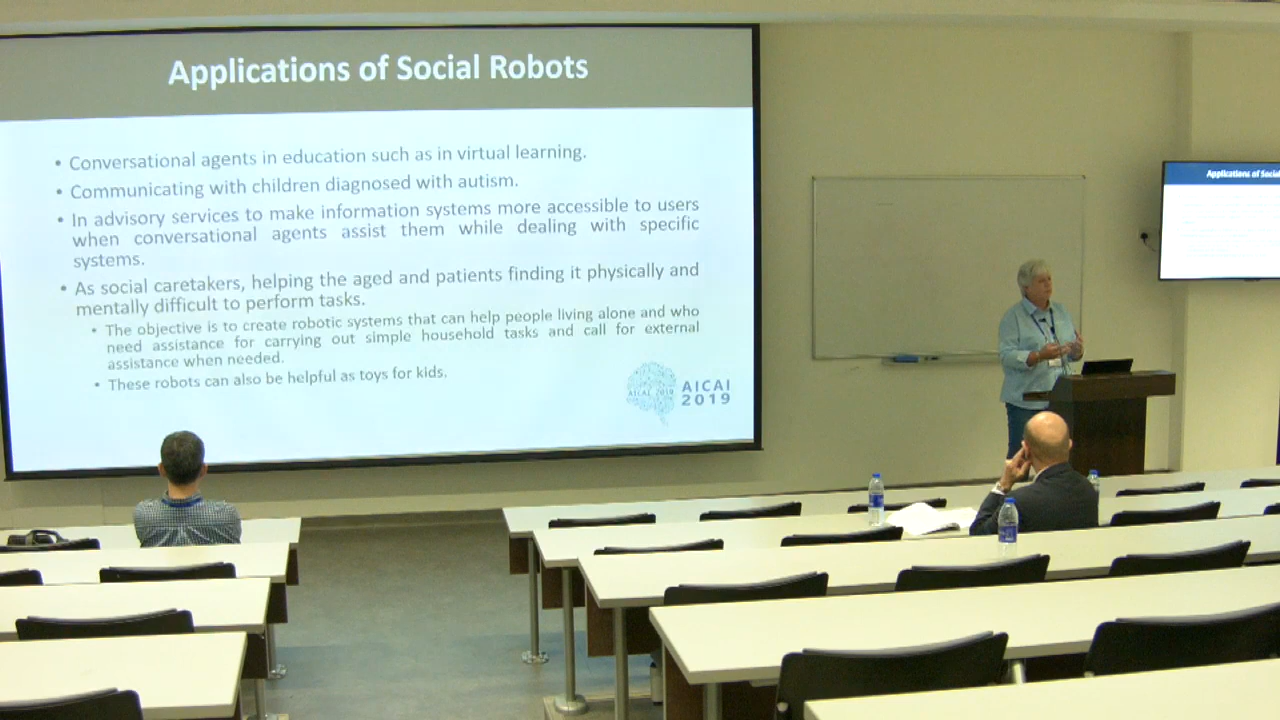 Applications of Social Robots
• Conversational agents in education such as in virtual learning.
• Communicating with children diagnosed with autism.
• In advisory services to make information systems more accessible to users
when conversational agents assist them while dealing with specific
systems.
• As social caretakers, helping the aged and patients finding it physically and
mentally difficult to perform tasks.
• The objective is to create robotic systems that can help people living alone and who
need assistance for carrying out simple household tasks and call for external
assistance when needed.
• These robots can also be helpful as toys for kids.
AICAI 2019
AICAI
2019
Applications of Social